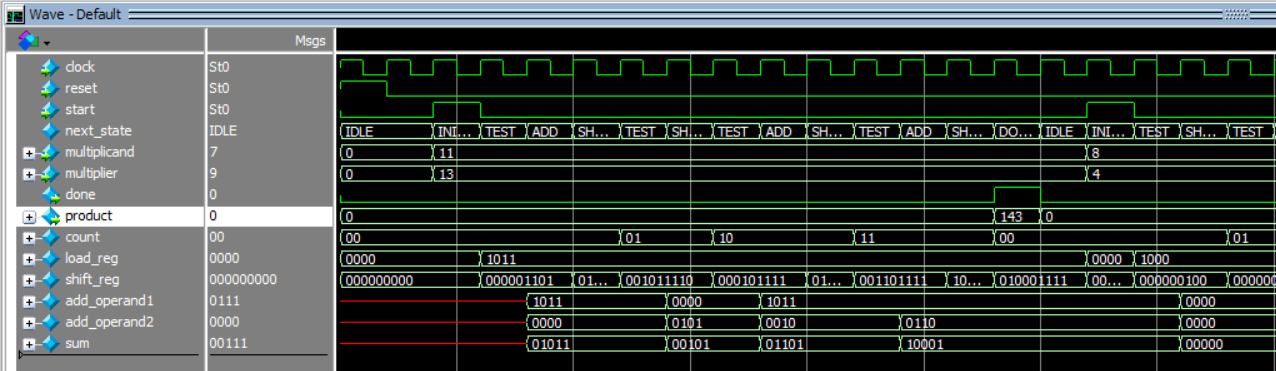 Wave - Default
Msgs
clock St0
reset St0
start St0
next_state IDLE IDLE INI... TEST ADD SH... TEST SH... TEST ADD SH... TEST ADD SH... DO... IDLE INI... TEST SH... TEST
multiplicand 7 0 11 8
multiplier 9 0 13 4
done 0
product 0 0 143 0
count 00 00 01 10 11 00 01
load_reg 0000 0000 1011 0000 1000
shift_reg 000000000 000000000 000001101 01... 001011110 000101111 01... 001101111 10... 010001111 00... 000000100 000000
add_operand1 0111 1011 0000 1011 0000
add_operand2 0000 0000 0101 0010 0110 0000
sum 00111 01011 00101 01101 10001 00000